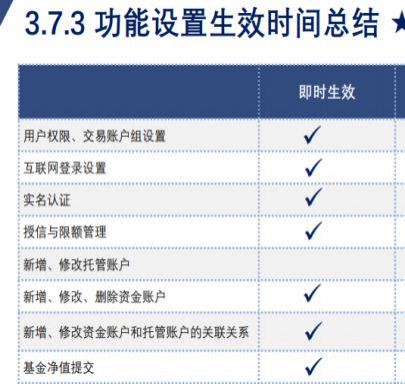 3.7.3 功能设置生效时间总结 ★
即时生效
用户权限、交易账户组设置 ✓
互联网登录设置 ✓
实名认证 ✓
授信与限额管理 ✓
新增、修改托管账户
新增、修改、删除资金账户 ✓
新增、修改资金账户和托管账户的关联关系 ✓
基金净值提交 ✓